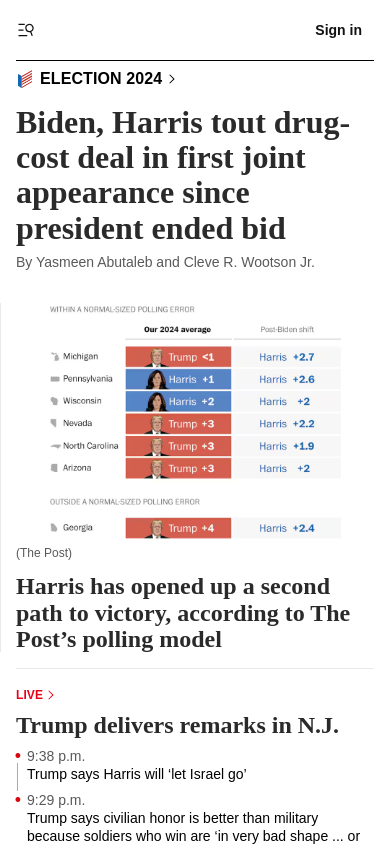 Sign in
ELECTION 2024
Biden, Harris tout drug-
cost deal in first joint
appearance since
president ended bid
By Yasmeen Abutaleb and Cleve R. Wootson Jr.
WITHIN A NORMAL-SIZED POLLING ERROR
Our 2024 average Post-Biden shift
Michigan Trump <1 Harris +2.7
Pennsylvania Harris +1 Harris +2.6
Wisconsin Harris +2 Harris +2
Nevada Trump +3 Harris +2.2
North Carolina Trump +3 Harris +1.9
Arizona Trump +3 Harris +2
OUTSIDE A NORMAL-SIZED POLLING ERROR
Georgia Trump +4 Harris +2.4
(The Post)
Harris has opened up a second
path to victory, according to The
Post’s polling model
LIVE
Trump delivers remarks in N.J.
9:38 p.m.
Trump says Harris will ‘let Israel go’
9:29 p.m.
Trump says civilian honor is better than military
because soldiers who win are ‘in very bad shape ... or